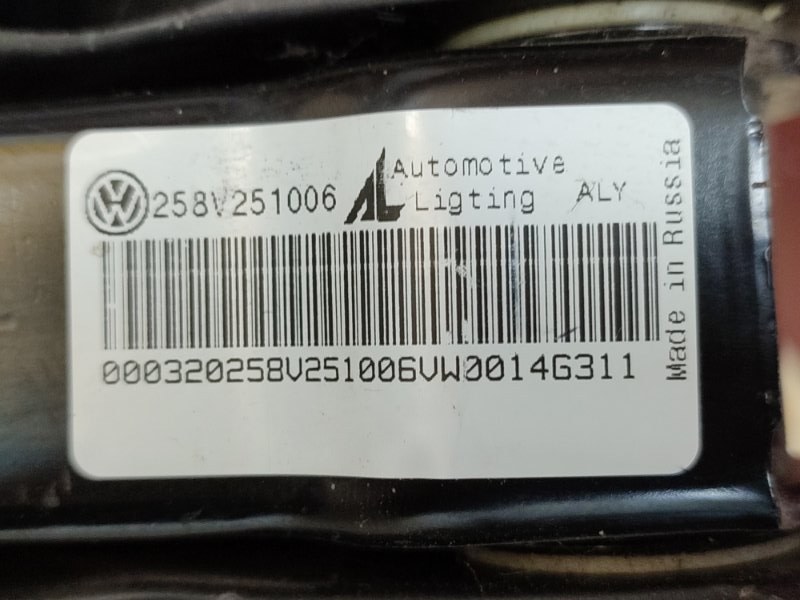 258V251006
Automotive
Ligting ALY
000320258V251006VW0014G311
Made in Russia